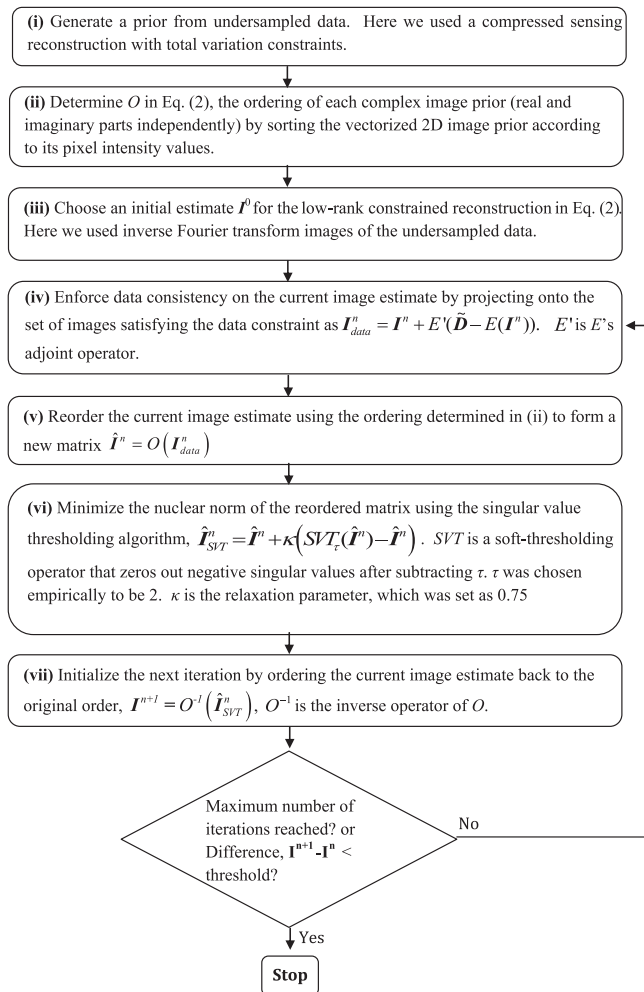 (i) Generate a prior from undersampled data. Here we used a compressed sensing
reconstruction with total variation constraints.
(ii) Determine O in Eq. (2), the ordering of each complex image prior (real and
imaginary parts independently) by sorting the vectorized 2D image prior according
to its pixel intensity values.
(iii) Choose an initial estimate I⁰ for the low-rank constrained reconstruction in Eq. (2).
Here we used inverse Fourier transform images of the undersampled data.
(iv) Enforce data consistency on the current image estimate by projecting onto the
set of images satisfying the data constraint as Iⁿ_data = Iⁿ + E'(D̃ − E(Iⁿ)). E' is E's
adjoint operator.
(v) Reorder the current image estimate using the ordering determined in (ii) to form a
new matrix Îⁿ = O(Iⁿ_data)
(vi) Minimize the nuclear norm of the reordered matrix using the singular value
thresholding algorithm, Îⁿ_SVT = Îⁿ + κ(SVT_τ(Îⁿ) − Îⁿ) . SVT is a soft-thresholding
operator that zeros out negative singular values after subtracting τ. τ was chosen
empirically to be 2. κ is the relaxation parameter, which was set as 0.75
(vii) Initialize the next iteration by ordering the current image estimate back to the
original order, Iⁿ⁺¹ = O⁻¹(Îⁿ_SVT), O⁻¹ is the inverse operator of O.
Maximum number of
iterations reached? or
Difference, Iⁿ⁺¹-Iⁿ <
threshold?
No
Yes
Stop